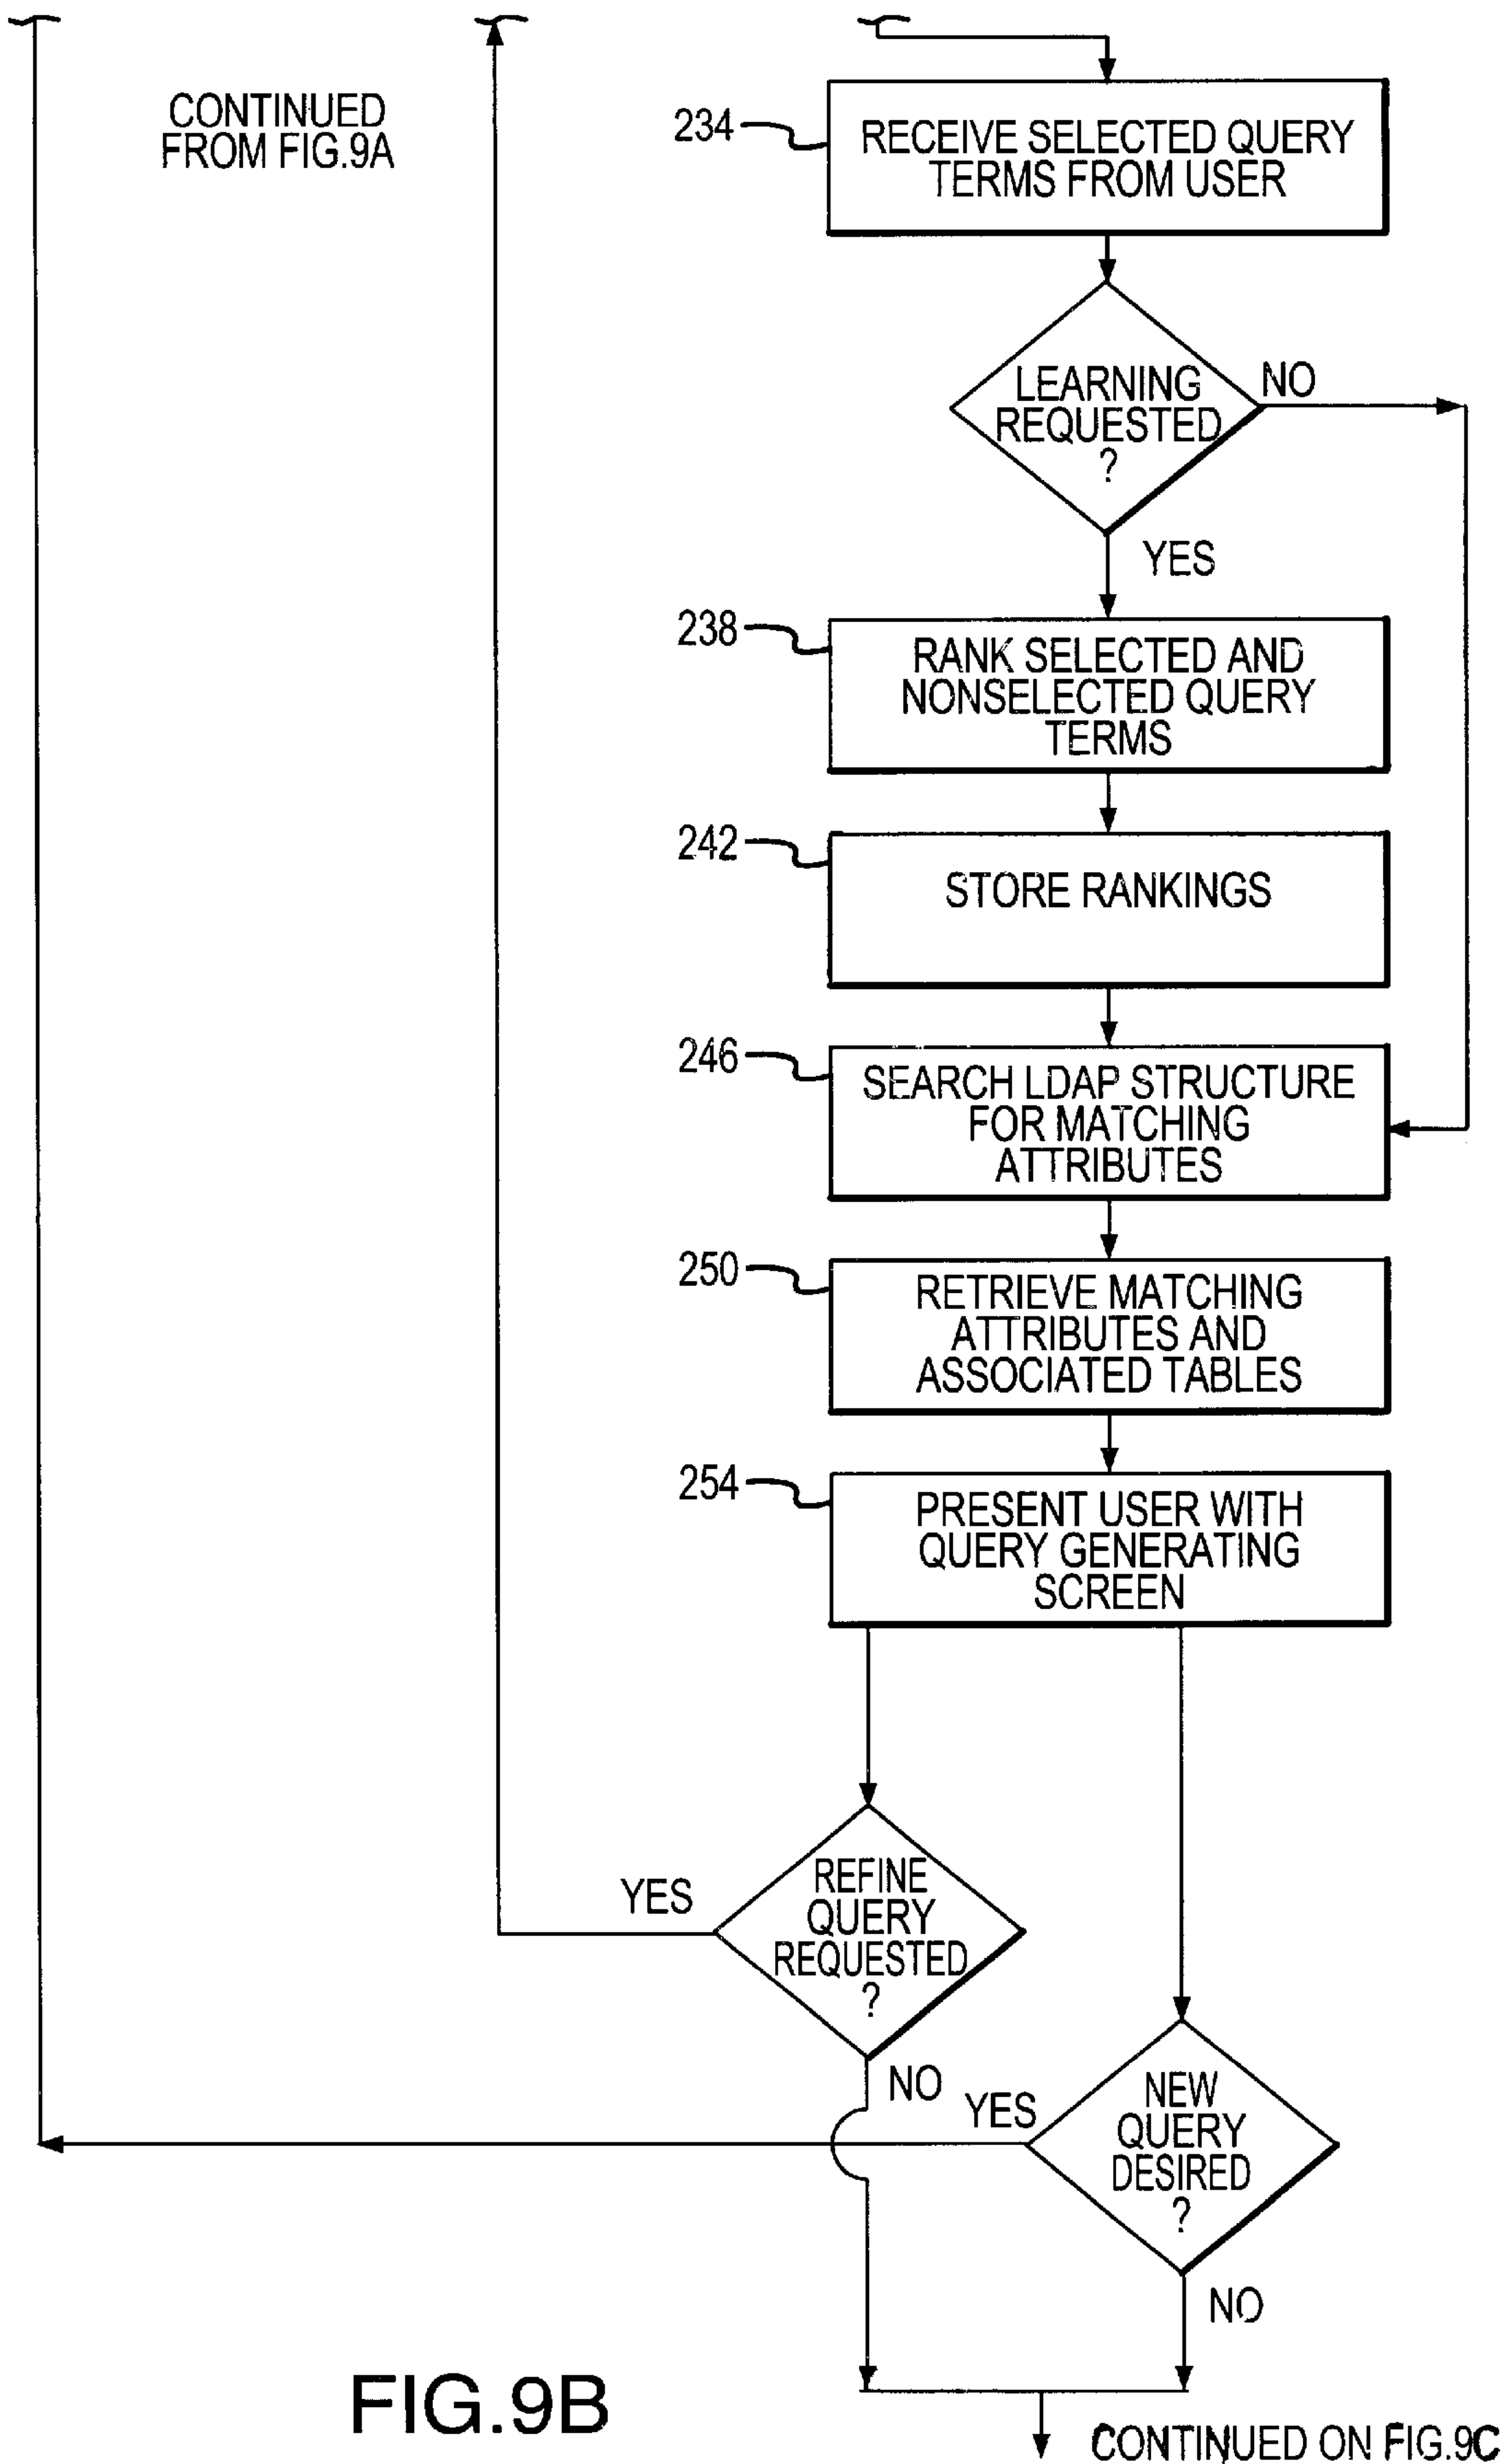 CONTINUED
FROM FIG.9A
234
RECEIVE SELECTED QUERY
TERMS FROM USER
LEARNING
REQUESTED
?
NO
YES
238
RANK SELECTED AND
NONSELECTED QUERY
TERMS
242
STORE RANKINGS
246
SEARCH LDAP STRUCTURE
FOR MATCHING
ATTRIBUTES
250
RETRIEVE MATCHING
ATTRIBUTES AND
ASSOCIATED TABLES
254
PRESENT USER WITH
QUERY GENERATING
SCREEN
YES
REFINE
QUERY
REQUESTED
?
NO
YES
NEW
QUERY
DESIRED
?
NO
FIG.9B
CONTINUED ON FIG.9C